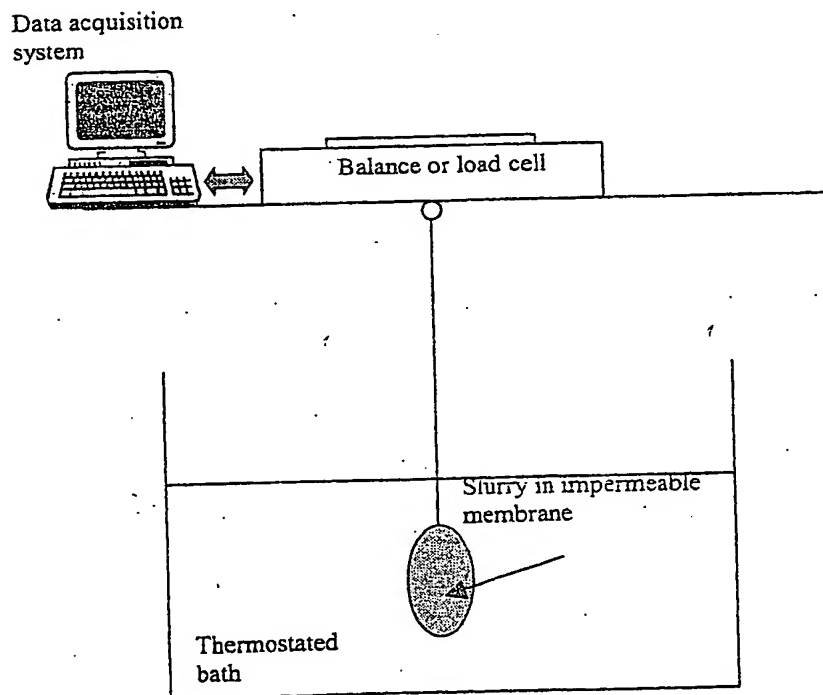 Data acquisition
system
Balance or load cell
Slurry in impermeable
membrane
Thermostated
bath